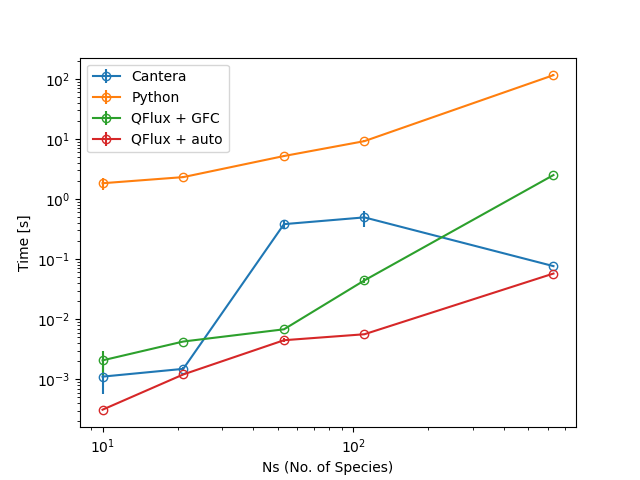 Cantera
Python
QFlux + GFC
QFlux + auto
10²
10¹
10⁰
10⁻¹
10⁻²
10⁻³
Time [s]
10¹ 10²
Ns (No. of Species)